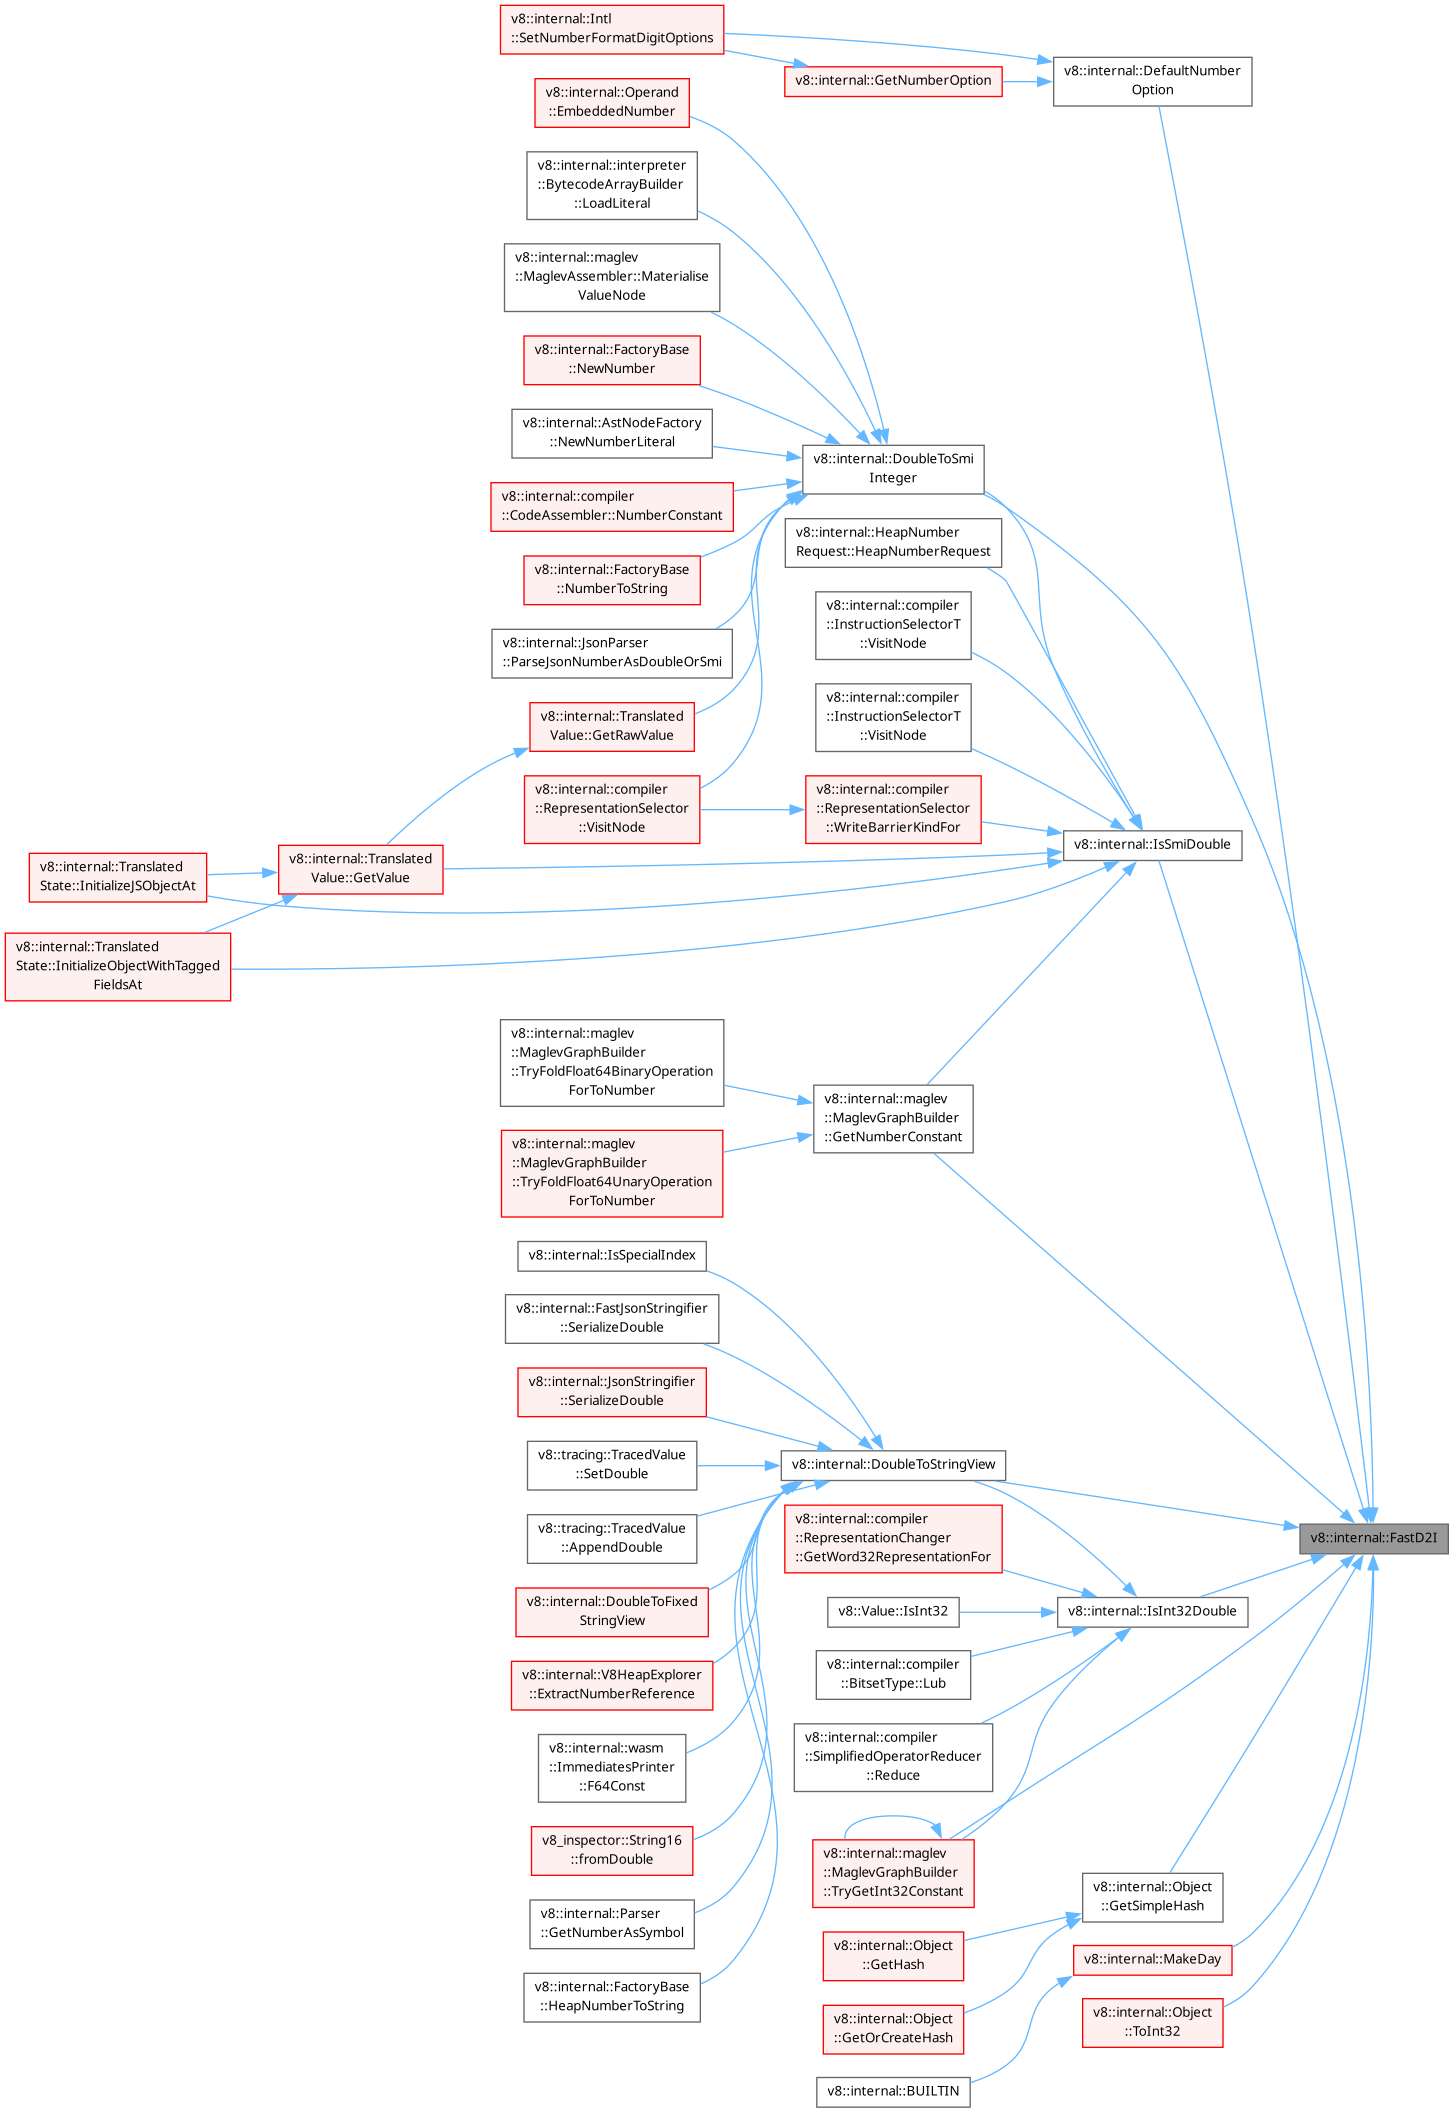 v8::internal::Intl
::SetNumberFormatDigitOptions
v8::internal::DefaultNumber
Option
v8::internal::GetNumberOption
v8::internal::Operand
::EmbeddedNumber
v8::internal::interpreter
::BytecodeArrayBuilder
::LoadLiteral
v8::internal::maglev
::MaglevAssembler::Materialise
ValueNode
v8::internal::FactoryBase
::NewNumber
v8::internal::AstNodeFactory
::NewNumberLiteral
v8::internal::DoubleToSmi
Integer
v8::internal::compiler
::CodeAssembler::NumberConstant
v8::internal::HeapNumber
Request::HeapNumberRequest
v8::internal::FactoryBase
::NumberToString
v8::internal::compiler
::InstructionSelectorT
::VisitNode
v8::internal::JsonParser
::ParseJsonNumberAsDoubleOrSmi
v8::internal::compiler
::InstructionSelectorT
::VisitNode
v8::internal::Translated
Value::GetRawValue
v8::internal::compiler
::RepresentationSelector
::VisitNode
v8::internal::compiler
::RepresentationSelector
::WriteBarrierKindFor
v8::internal::IsSmiDouble
v8::internal::Translated
Value::GetValue
v8::internal::Translated
State::InitializeJSObjectAt
v8::internal::Translated
State::InitializeObjectWithTagged
FieldsAt
v8::internal::maglev
::MaglevGraphBuilder
::TryFoldFloat64BinaryOperation
ForToNumber
v8::internal::maglev
::MaglevGraphBuilder
::GetNumberConstant
v8::internal::maglev
::MaglevGraphBuilder
::TryFoldFloat64UnaryOperation
ForToNumber
v8::internal::IsSpecialIndex
v8::internal::FastJsonStringifier
::SerializeDouble
v8::internal::JsonStringifier
::SerializeDouble
v8::tracing::TracedValue
::SetDouble
v8::internal::DoubleToStringView
v8::tracing::TracedValue
::AppendDouble
v8::internal::compiler
::RepresentationChanger
::GetWord32RepresentationFor
v8::internal::FastD2I
v8::internal::DoubleToFixed
StringView
v8::Value::IsInt32
v8::internal::IsInt32Double
v8::internal::V8HeapExplorer
::ExtractNumberReference
v8::internal::compiler
::BitsetType::Lub
v8::internal::wasm
::ImmediatesPrinter
::F64Const
v8::internal::compiler
::SimplifiedOperatorReducer
::Reduce
v8_inspector::String16
::fromDouble
v8::internal::maglev
::MaglevGraphBuilder
::TryGetInt32Constant
v8::internal::Object
::GetSimpleHash
v8::internal::Parser
::GetNumberAsSymbol
v8::internal::Object
::GetHash
v8::internal::MakeDay
v8::internal::FactoryBase
::HeapNumberToString
v8::internal::Object
::GetOrCreateHash
v8::internal::Object
::ToInt32
v8::internal::BUILTIN